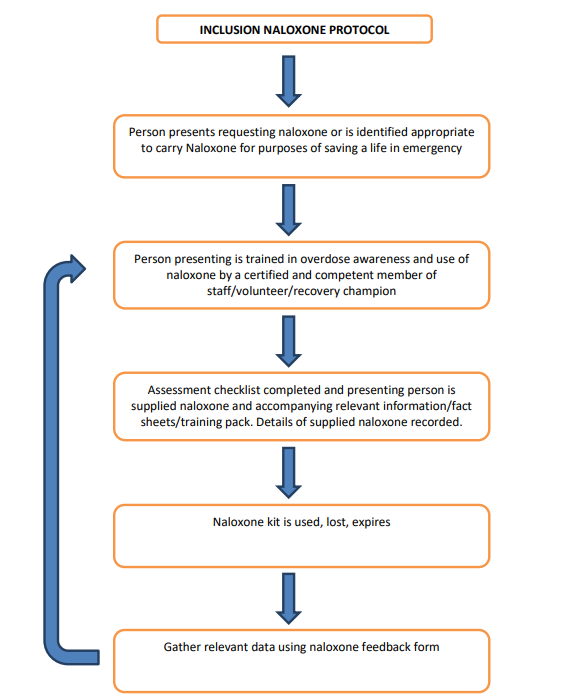 INCLUSION NALOXONE PROTOCOL
Person presents requesting naloxone or is identified appropriate
to carry Naloxone for purposes of saving a life in emergency
Person presenting is trained in overdose awareness and use of
naloxone by a certified and competent member of
staff/volunteer/recovery champion
Assessment checklist completed and presenting person is
supplied naloxone and accompanying relevant information/fact
sheets/training pack. Details of supplied naloxone recorded.
Naloxone kit is used, lost, expires
Gather relevant data using naloxone feedback form